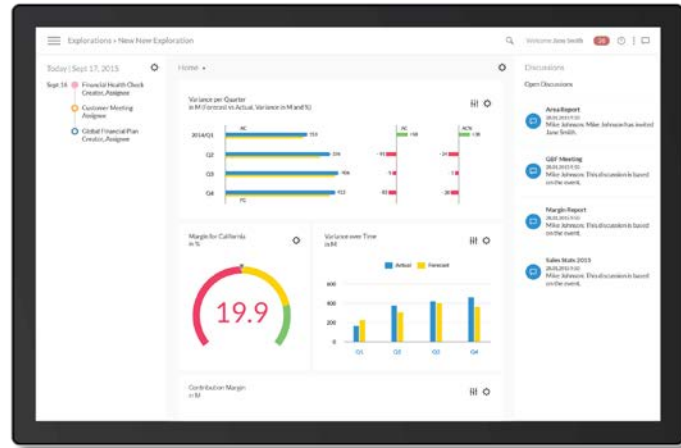 Explorations > New New Exploration
Welcome Jane Smith
Today | Sept 17, 2015
Sept 16
Financial Health Check
Creator, Assignee
Customer Meeting
Assignee
Global Financial Plan
Creator, Assignee
Home
Variance per Quarter
in M (Forecast vs Actual, Variance in M and %)
AC
AC
AC%
2014/Q1
Q2
Q3
Q4
FC
Margin for California
in %
19.9
Variance over Time
in M
Actual
Forecast
600
400
200
0
Q1
Q2
Q3
Q4
Contribution Margin
in M
Discussions
Open Discussions
Area Report
Mike Johnson: Mike Johnson has invited
Jane Smith.
GBF Meeting
Mike Johnson: This discussion is based
on the event.
Margin Report
Mike Johnson: This discussion is based
on the event.
Sales Stats 2015
Mike Johnson: This discussion is based
on the event.